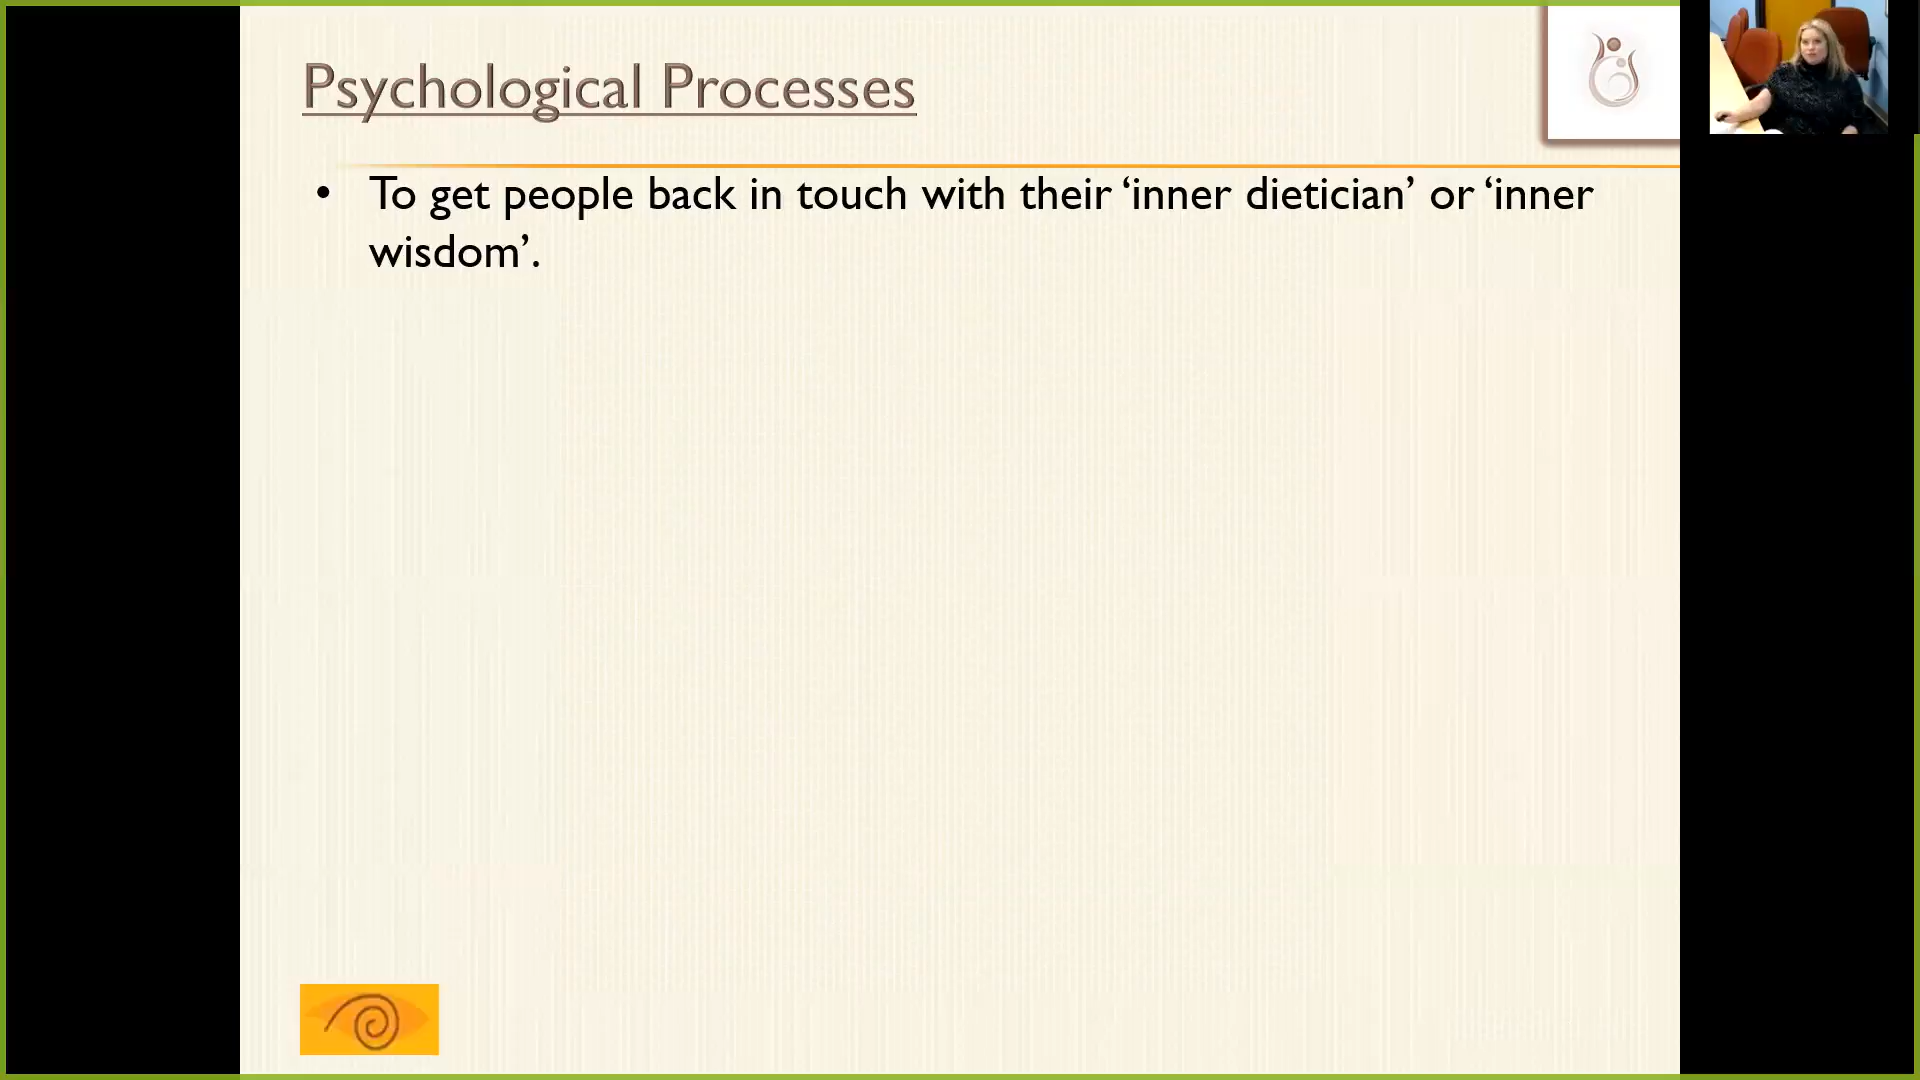 Psychological Processes
• To get people back in touch with their ‘inner dietician’ or ‘inner
wisdom’.